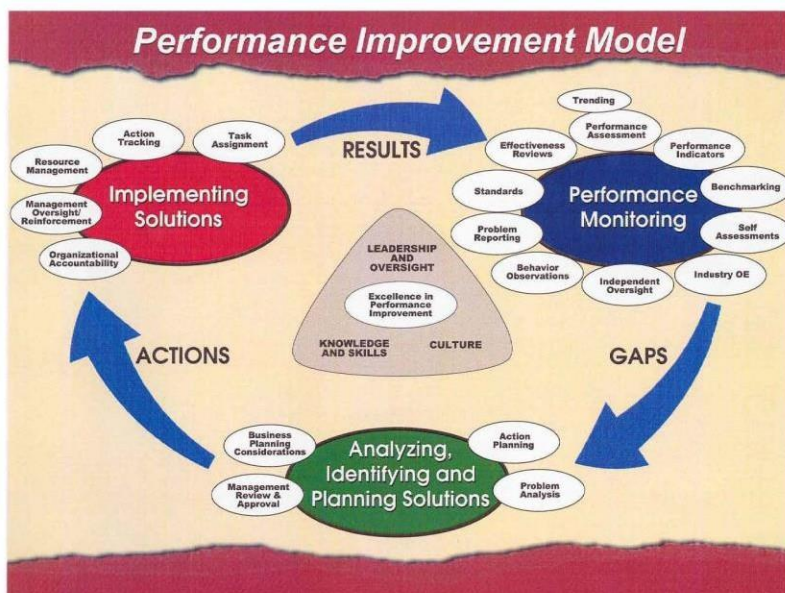 Performance Improvement Model
Trending
Action
Tracking
Task
Assignment
RESULTS
Performance
Assessment
Effectiveness
Reviews
Performance
Indicators
Resource
Management
Implementing
Solutions
Standards
Performance
Monitoring
Benchmarking
Management
Oversight/
Reinforcement
Problem
Reporting
Self
Assessments
Organizational
Accountability
LEADERSHIP
AND
OVERSIGHT
Behavior
Observations
Independent
Oversight
Industry OE
Excellence in
Performance
Improvement
KNOWLEDGE
AND SKILLS
CULTURE
ACTIONS
GAPS
Business
Planning
Considerations
Analyzing,
Identifying and
Planning Solutions
Action
Planning
Management
Review &
Approval
Problem
Analysis